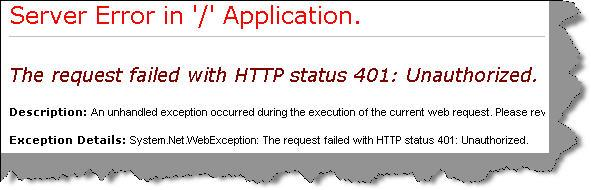 Server Error in '/' Application.
The request failed with HTTP status 401: Unauthorized.
Description: An unhandled exception occurred during the execution of the current web request. Please rev
Exception Details: System.Net.WebException: The request failed with HTTP status 401: Unauthorized.